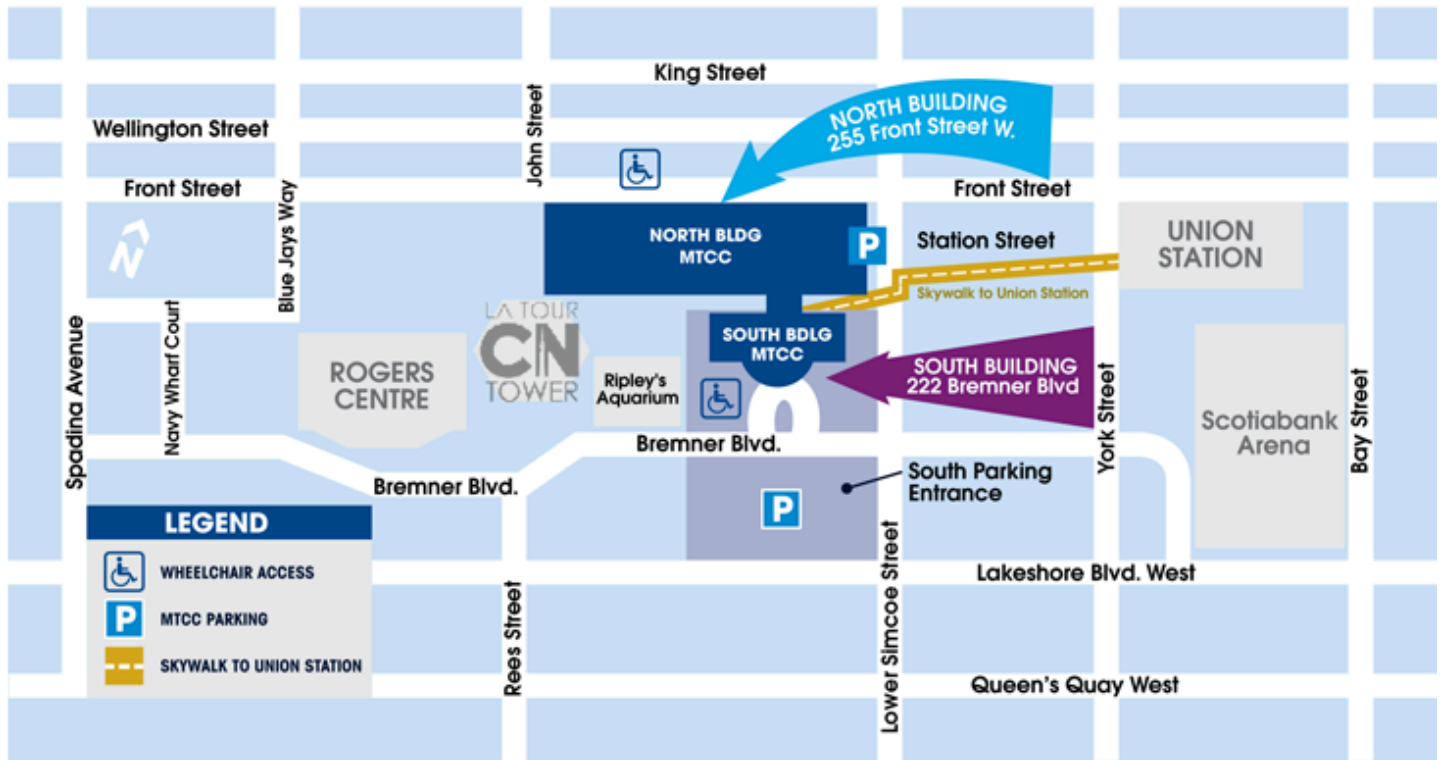 King Street
John Street
NORTH BUILDING
255 Front Street W.
Wellington Street
Front Street
Front Street
Blue Jays Way
N
NORTH BLDG
MTCC
P
Station Street
UNION
STATION
Skywalk to Union Station
LA TOUR
CN
TOWER
SOUTH BDLG
MTCC
SOUTH BUILDING
222 Bremner Blvd
Spadina Avenue
Navy Wharf Court
ROGERS
CENTRE
Ripley's
Aquarium
York Street
Scotiabank
Arena
Bay Street
Bremner Blvd.
Bremner Blvd.
South Parking
Entrance
P
Lower Simcoe Street
LEGEND
WHEELCHAIR ACCESS
P
MTCC PARKING
SKYWALK TO UNION STATION
Rees Street
Lakeshore Blvd. West
Queen's Quay West